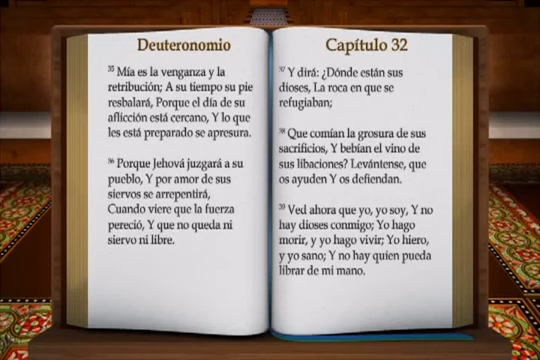 Deuteronomio
35 Mía es la venganza y la
retribución; A su tiempo su pie
resbalará, Porque el día de su
aflicción está cercano, Y lo que
les está preparado se apresura.
36 Porque Jehová juzgará a su
pueblo, Y por amor de sus
siervos se arrepentirá,
Cuando viere que la fuerza
pereció, Y que no queda ni
siervo ni libre.
Capítulo 32
37 Y dirá: ¿Dónde están sus
dioses, La roca en que se
refugiaban;
38 Que comían la grosura de sus
sacrificios, Y bebían el vino de
sus libaciones? Levántense, que
os ayuden Y os defiendan.
39 Ved ahora que yo, yo soy, Y no
hay dioses conmigo; Yo hago
morir, y yo hago vivir; Yo hiero,
y yo sano; Y no hay quien pueda
librar de mi mano.